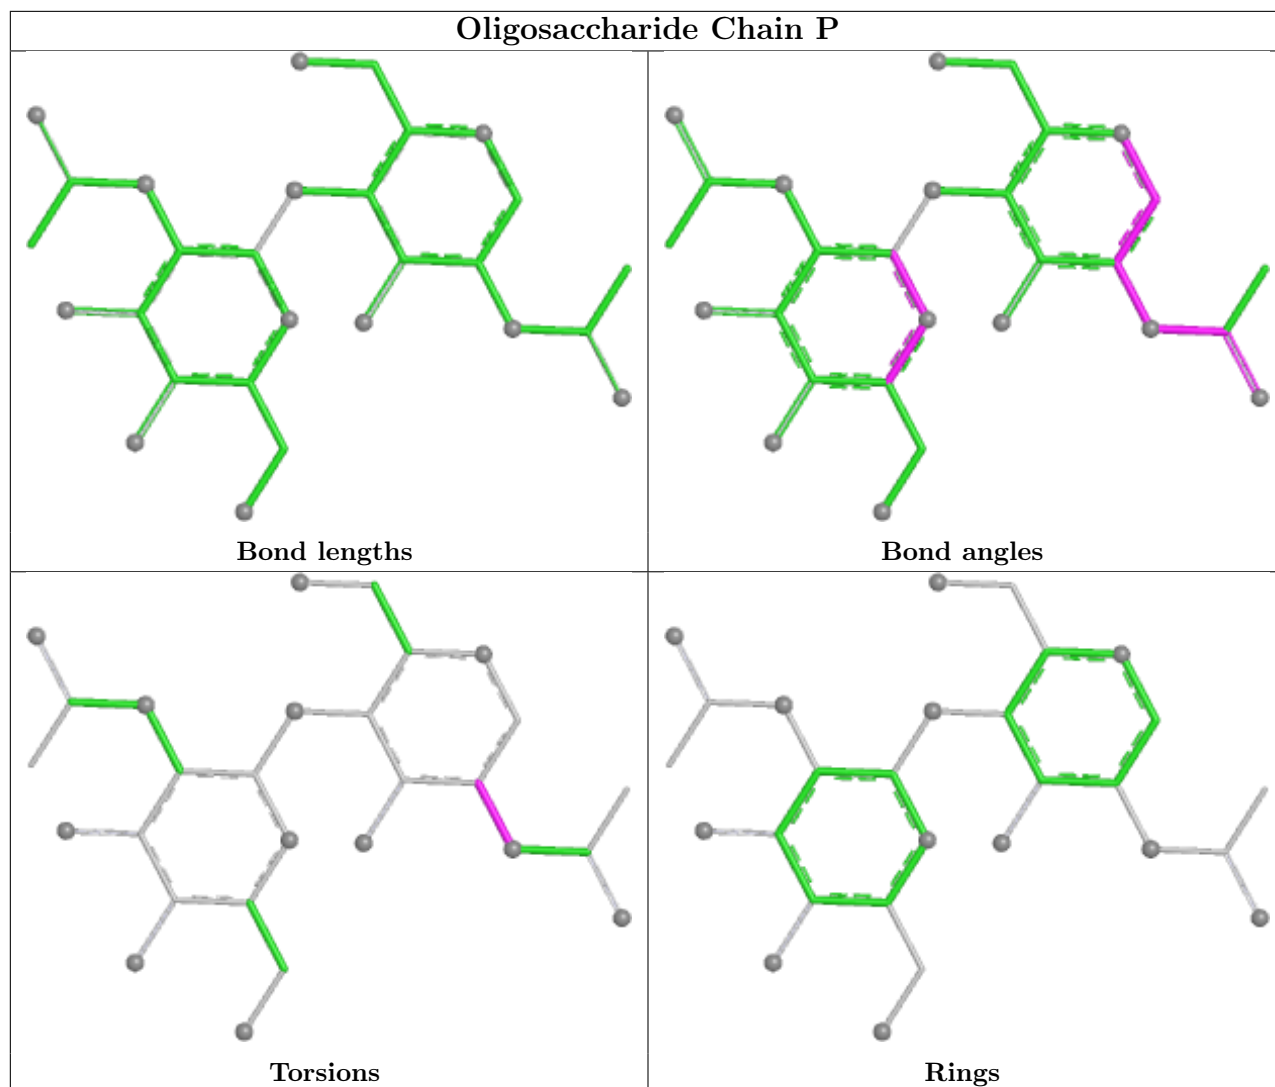 Oligosaccharide Chain P
Bond lengths
Bond angles
Torsions
Rings